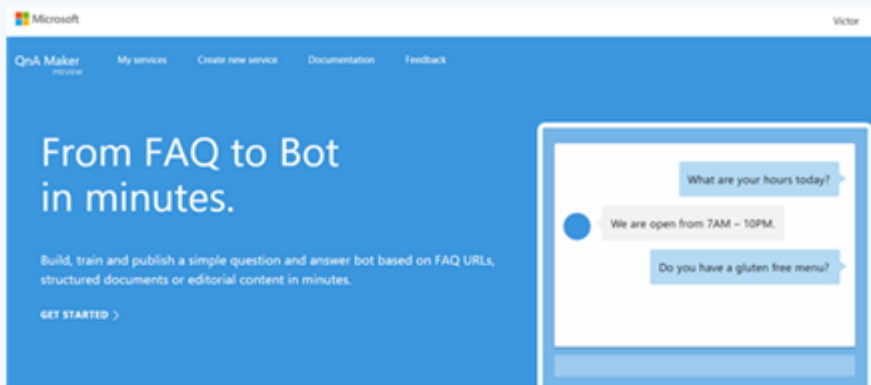 Microsoft
Victor
QnA Maker
PREVIEW
My services
Create new service
Documentation
Feedback
From FAQ to Bot
in minutes.
Build, train and publish a simple question and answer bot based on FAQ URLs,
structured documents or editorial content in minutes.
GET STARTED >
What are your hours today?
We are open from 7AM – 10PM.
Do you have a gluten free menu?